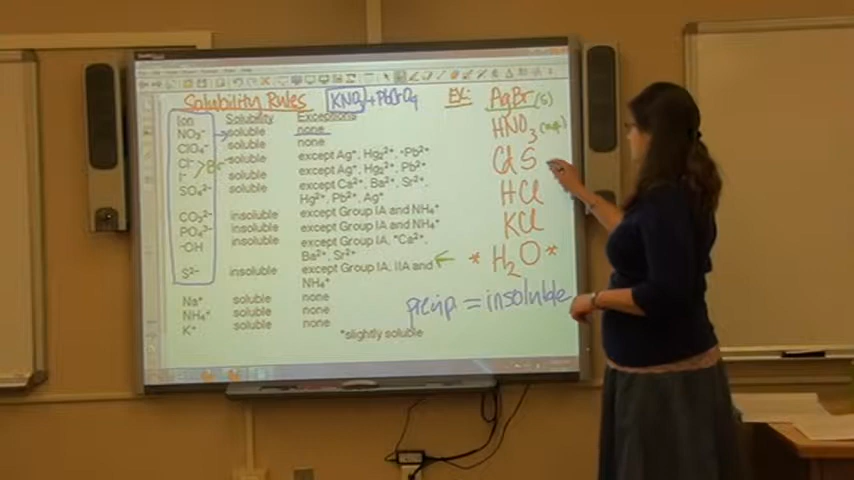 Solubility Rules KNO3 + PbCrO4 EX: AgBr (s)
Ion Solubility Exceptions
NO₃⁻ soluble none
HNO3 (aq)
ClO₄⁻ soluble none
Cl⁻ soluble except Ag⁺, Hg₂²⁺, *Pb²⁺
> Br⁻
CdS
I⁻ soluble except Ag⁺, Hg₂²⁺, Pb²⁺
SO₄²⁻ soluble except Ca²⁺, Ba²⁺, Sr²⁺,
Hg²⁺, Pb²⁺, Ag⁺
HCl
CO₃²⁻ insoluble except Group IA and NH₄⁺
PO₄³⁻ insoluble except Group IA and NH₄⁺
KCl
⁻OH insoluble except Group IA, *Ca²⁺,
Ba²⁺, Sr²⁺
* H2O *
S²⁻ insoluble except Group IA, IIA and
NH₄⁺
Na⁺ soluble none
precip = insoluble
NH₄⁺ soluble none
K⁺ soluble none
*slightly soluble